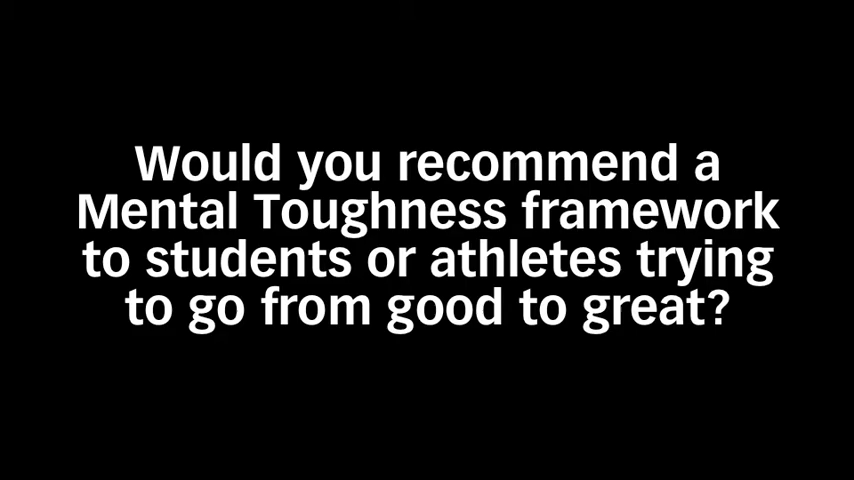 Would you recommend a
Mental Toughness framework
to students or athletes trying
to go from good to great?